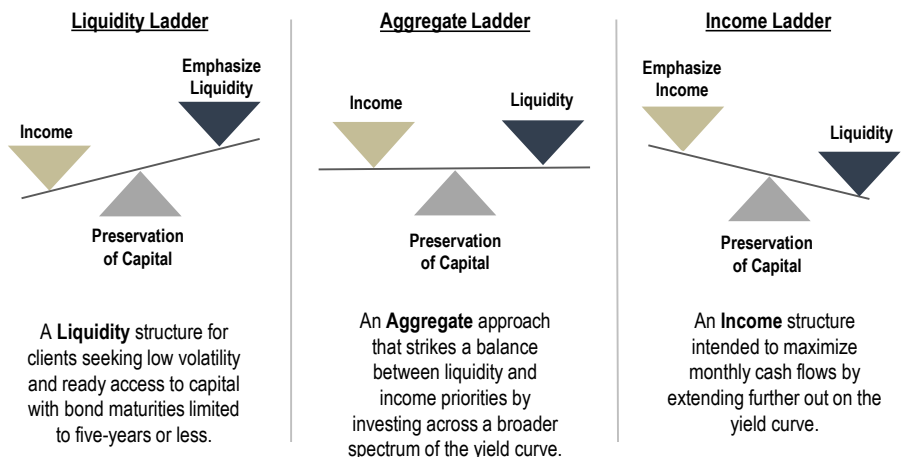 Liquidity Ladder
Emphasize
Liquidity
Income
Preservation
of Capital
A Liquidity structure for
clients seeking low volatility
and ready access to capital
with bond maturities limited
to five-years or less.
Aggregate Ladder
Income
Liquidity
Preservation
of Capital
An Aggregate approach
that strikes a balance
between liquidity and
income priorities by
investing across a broader
spectrum of the yield curve.
Income Ladder
Emphasize
Income
Liquidity
Preservation
of Capital
An Income structure
intended to maximize
monthly cash flows by
extending further out on the
yield curve.